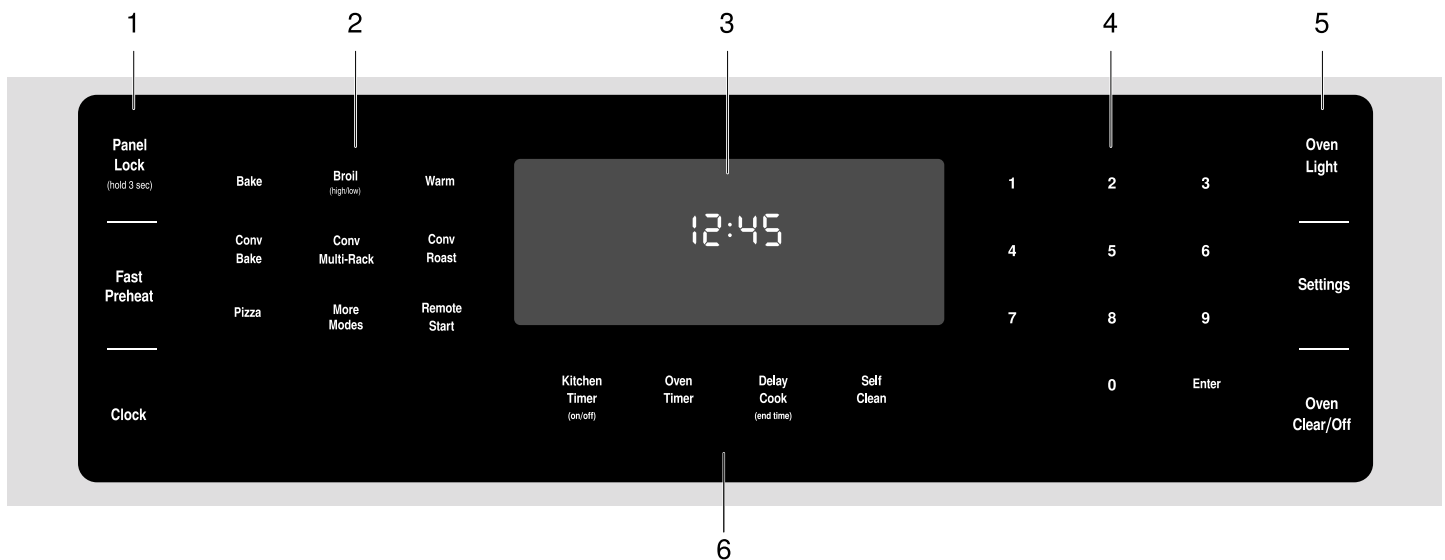 1 2 3 4 5
Panel
Lock
(hold 3 sec)
Fast
Preheat
Clock
Bake
Broil
(high/low)
Warm
Conv
Bake
Conv
Multi-Rack
Conv
Roast
Pizza
More
Modes
Remote
Start
12:45
Kitchen
Timer
(on/off)
Oven
Timer
Delay
Cook
(end time)
Self
Clean
1 2 3
4 5 6
7 8 9
0 Enter
Oven
Light
Settings
Oven
Clear/Off
6